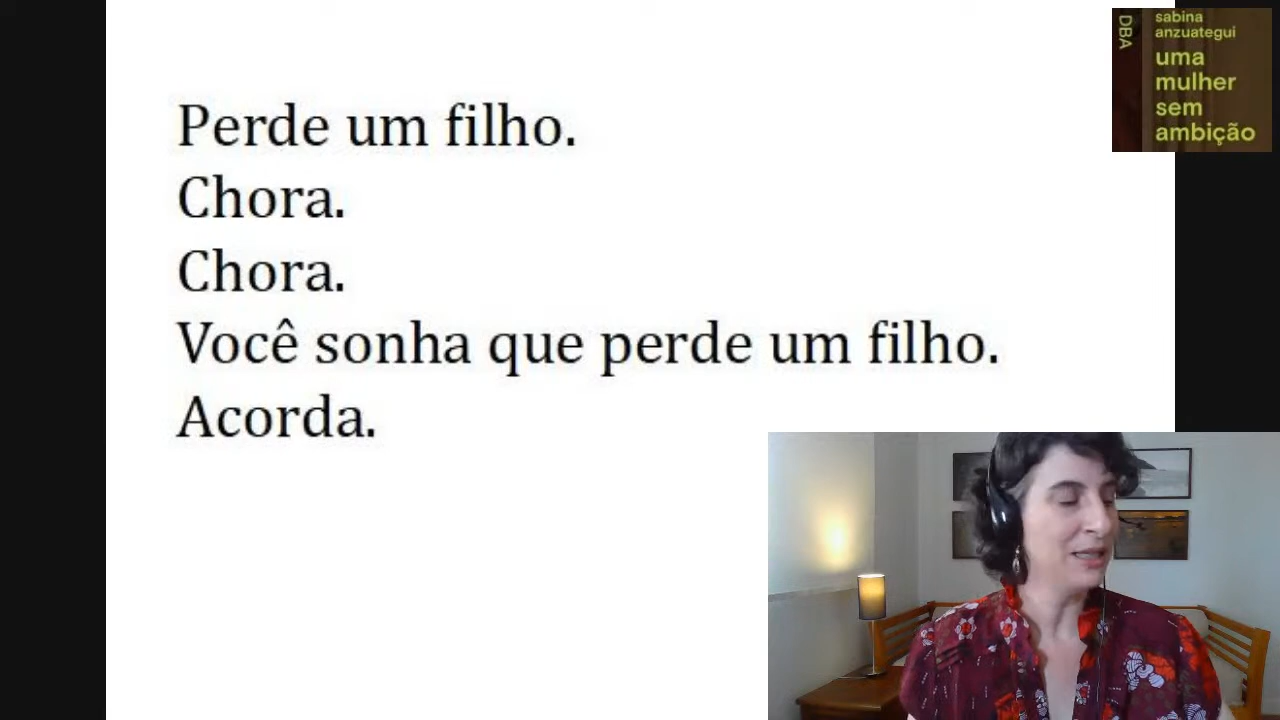 Perde um filho.
Chora.
Chora.
Você sonha que perde um filho.
Acorda.
DBA
sabina
anzuategui
uma
mulher
sem
ambição